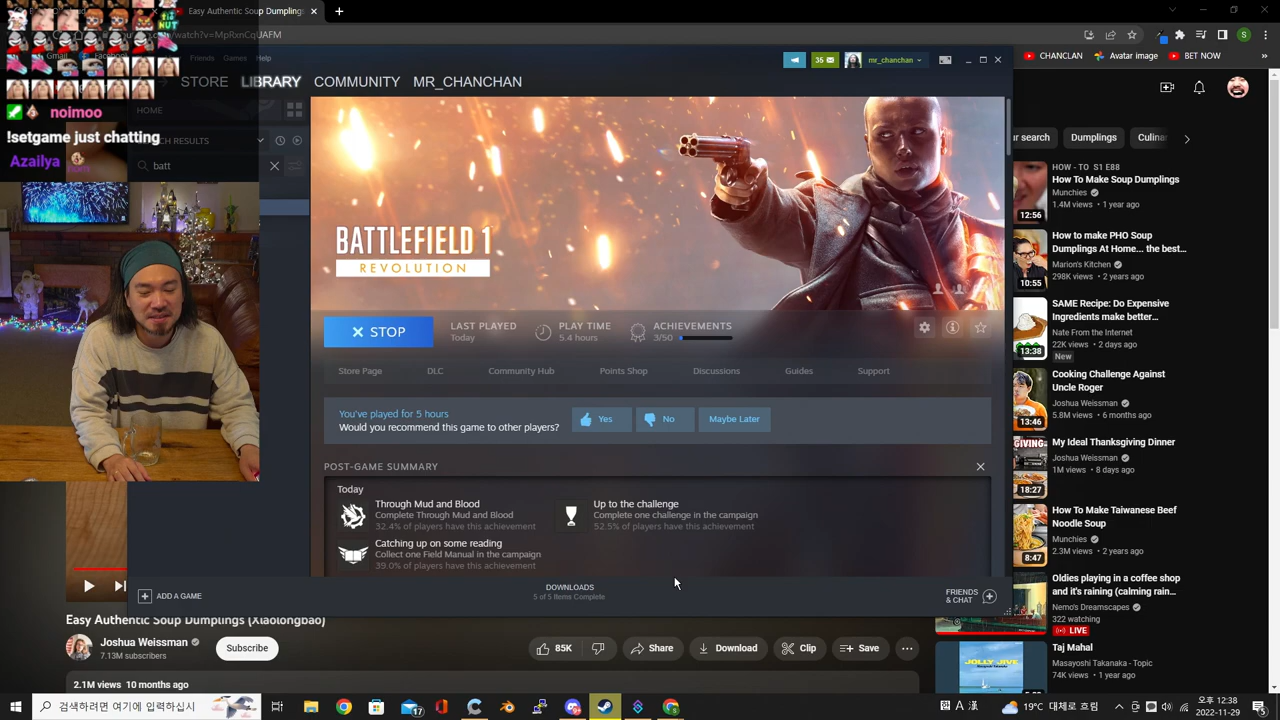 Easy Authentic Soup Dumplings
Gmail
Facebook
CHANCLAN
Avatar image
BET NOW
noimoo
!setgame just chatting
Azailya
Friends
Games
Help
35
mr_chanchan
STORE
LIBRARY
COMMUNITY
MR_CHANCHAN
HOME
batt
BATTLEFIELD 1
REVOLUTION
STOP
LAST PLAYED
Today
PLAY TIME
5.4 hours
ACHIEVEMENTS
3/50
Store Page
DLC
Community Hub
Points Shop
Discussions
Guides
Support
You've played for 5 hours
Would you recommend this game to other players?
Yes
No
Maybe Later
POST-GAME SUMMARY
Today
Through Mud and Blood
Complete Through Mud and Blood
32.4% of players have this achievement
Up to the challenge
Complete one challenge in the campaign
52.5% of players have this achievement
Catching up on some reading
Collect one Field Manual in the campaign
39.0% of players have this achievement
ADD A GAME
DOWNLOADS
5 of 5 Items Complete
FRIENDS
& CHAT
Easy Authentic Soup Dumplings (Xiaolongbao)
Joshua Weissman
7.13M subscribers
Subscribe
85K
Share
Download
Clip
Save
2.1M views 10 months ago
Dumplings
HOW - TO S1 E88
How To Make Soup Dumplings
Munchies
1.4M views • 1 year ago
12:56
How to make PHO Soup
Dumplings At Home... the best...
Marion's Kitchen
298K views • 2 years ago
10:55
SAME Recipe: Do Expensive
Ingredients make better...
Nate From the Internet
22K views • 2 days ago
New
13:38
Cooking Challenge Against
Uncle Roger
Joshua Weissman
5.8M views • 6 months ago
13:46
My Ideal Thanksgiving Dinner
Joshua Weissman
1M views • 8 days ago
18:27
How To Make Taiwanese Beef
Noodle Soup
Munchies
2.3M views • 2 years ago
8:47
Oldies playing in a coffee shop
and it's raining (calming rain...
Nemo's Dreamscapes
322 watching
LIVE
Taj Mahal
Masayoshi Takanaka - Topic
74K views • 1 year ago
JOLLY JIVE
검색하려면 여기에 입력하십시
17
19°C 대체로 흐림
오후 12:38
2022-11-29